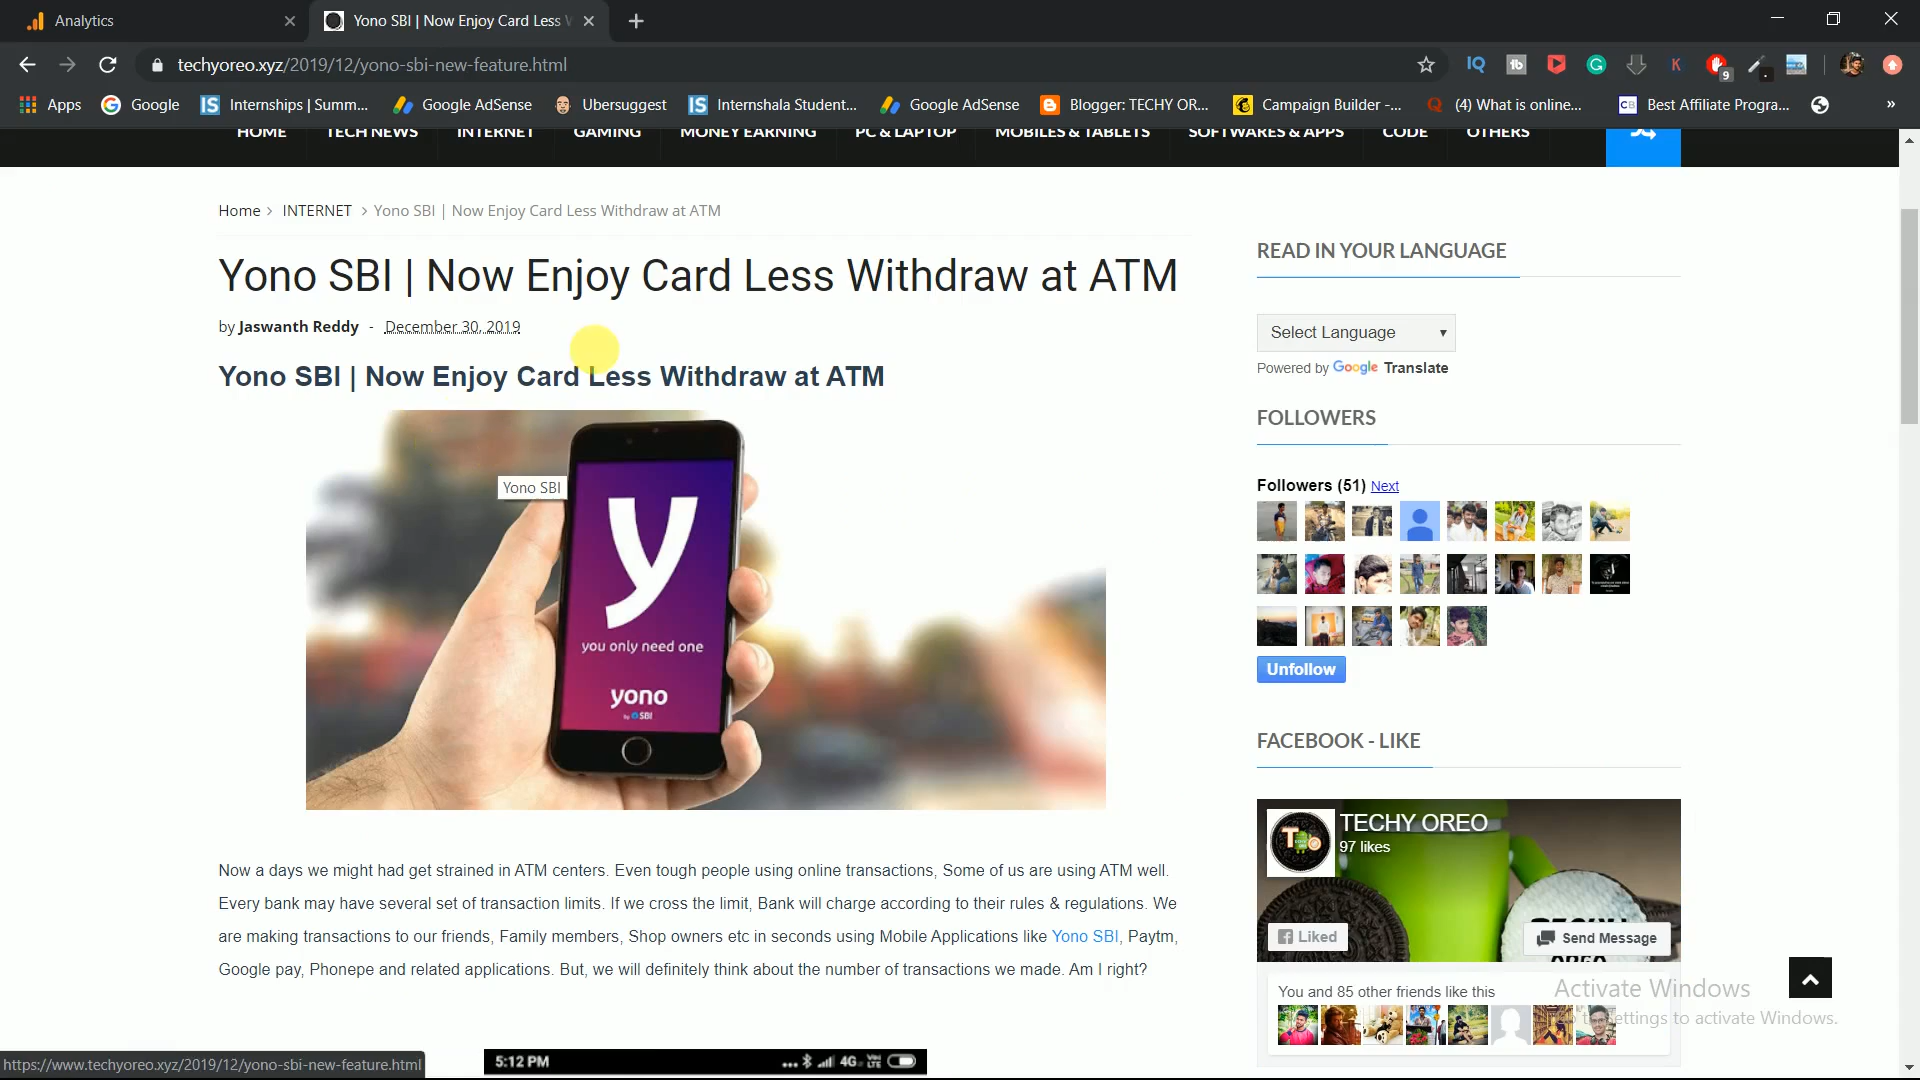 Analytics
Yono SBI | Now Enjoy Card Less W
techyoreo.xyz/2019/12/yono-sbi-new-feature.html
IQ
tb
K
9
Apps
Google
IS Internships | Summ...
Google AdSense
Ubersuggest
IS Internshala Student...
Google AdSense
Blogger: TECHY OR...
Campaign Builder -...
(4) What is online...
CB Best Affiliate Progra...
»
HOME TECH NEWS INTERNET GAMING MONEY EARNING PC & LAPTOP MOBILES & TABLETS SOFTWARES & APPS CODE OTHERS
Home > INTERNET > Yono SBI | Now Enjoy Card Less Withdraw at ATM
Yono SBI | Now Enjoy Card Less Withdraw at ATM
by Jaswanth Reddy - December 30, 2019
Yono SBI | Now Enjoy Card Less Withdraw at ATM
Yono SBI
y
you only need one
yono
by SBI
Now a days we might had get strained in ATM centers. Even tough people using online transactions, Some of us are using ATM well.
Every bank may have several set of transaction limits. If we cross the limit, Bank will charge according to their rules & regulations. We
are making transactions to our friends, Family members, Shop owners etc in seconds using Mobile Applications like Yono SBI, Paytm,
Google pay, Phonepe and related applications. But, we will definitely think about the number of transactions we made. Am I right?
5:12 PM
4G
https://www.techyoreo.xyz/2019/12/yono-sbi-new-feature.html
READ IN YOUR LANGUAGE
Select Language
Powered by Google Translate
FOLLOWERS
Followers (51) Next
Unfollow
FACEBOOK - LIKE
TECHY OREO
97 likes
Liked
Send Message
You and 85 other friends like this
Activate Windows
ettings to activate Windows.